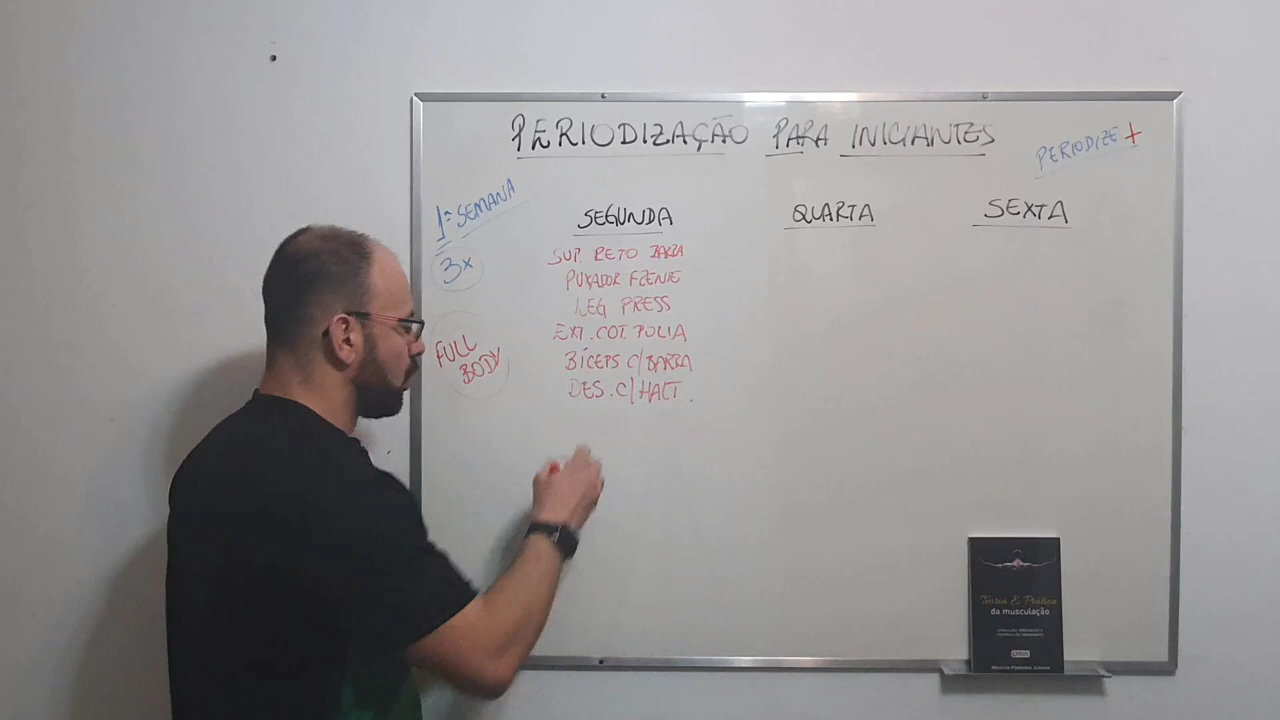 PERIODIZAÇÃO PARA INICIANTES
PERIODIZE +
1ª SEMANA
3x
FULL
BODY
SEGUNDA
SUP. RETO BARRA
PUXADOR FRENTE
LEG PRESS
EXT. COT. POLIA
BÍCEPS C/ BARRA
DES. C/ HALT.
QUARTA
SEXTA
Teoria & Prática
da musculação